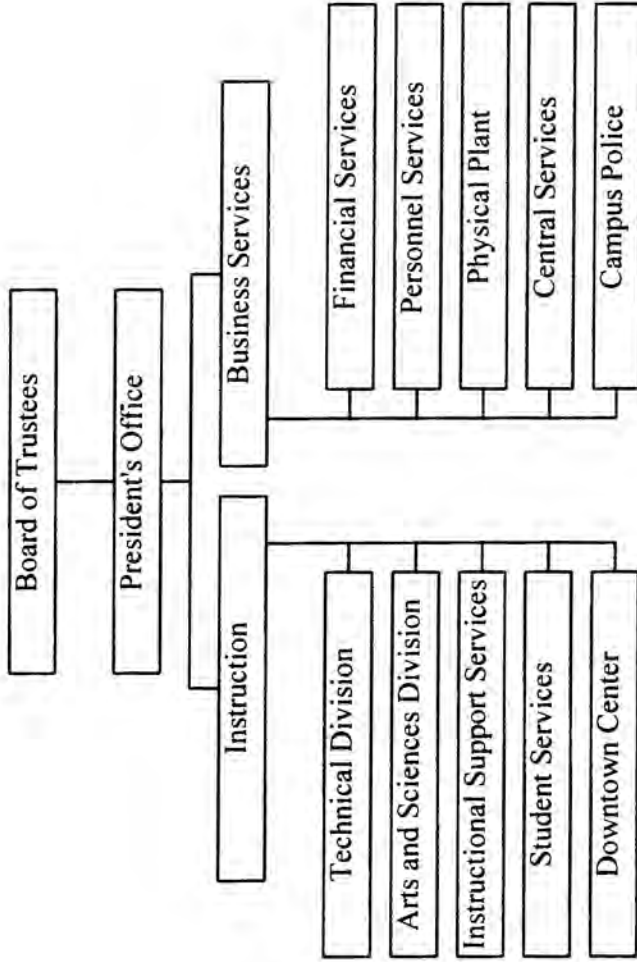 Board of Trustees
President's Office
Instruction
Business Services
Technical Division
Arts and Sciences Division
Instructional Support Services
Student Services
Downtown Center
Financial Services
Personnel Services
Physical Plant
Central Services
Campus Police